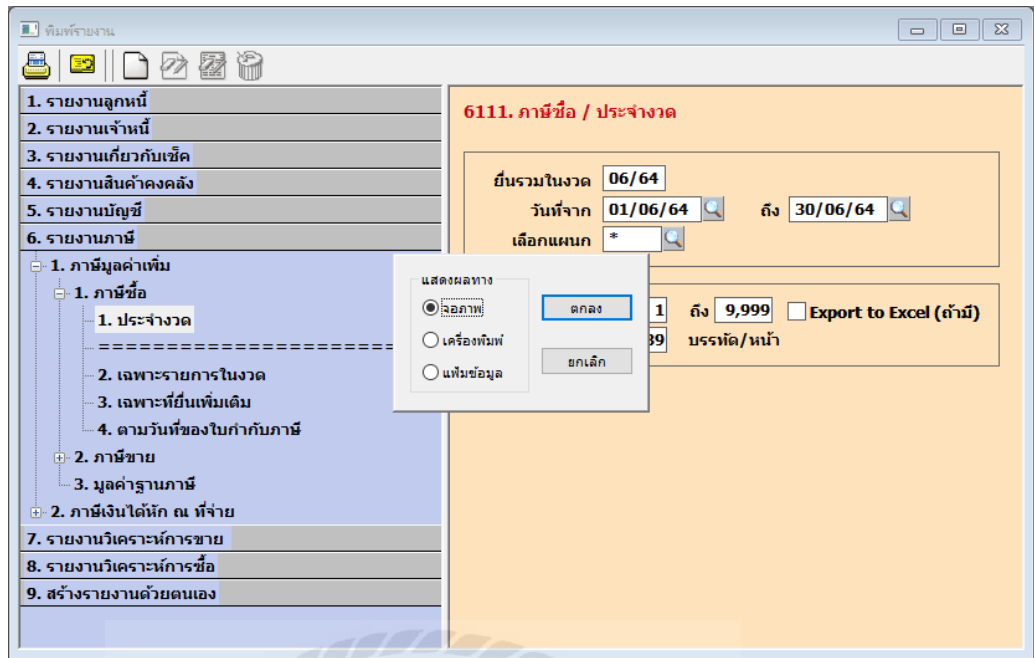 พิมพ์รายงาน
1. รายงานลูกหนี้
2. รายงานเจ้าหนี้
3. รายงานเกี่ยวกับเช็ค
4. รายงานสินค้าคงคลัง
5. รายงานบัญชี
6. รายงานภาษี
1. ภาษีมูลค่าเพิ่ม
1. ภาษีซื้อ
1. ประจำงวด
========================
2. เฉพาะรายการในงวด
3. เฉพาะที่ยื่นเพิ่มเติม
4. ตามวันที่ของใบกำกับภาษี
2. ภาษีขาย
3. มูลค่าฐานภาษี
2. ภาษีเงินได้หัก ณ ที่จ่าย
7. รายงานวิเคราะห์การขาย
8. รายงานวิเคราะห์การซื้อ
9. สร้างรายงานด้วยตนเอง
6111. ภาษีซื้อ / ประจำงวด
ยื่นรวมในงวด 06/64
วันที่จาก 01/06/64 ถึง 30/06/64
เลือกแผนก *
1 ถึง 9,999 Export to Excel (ถ้ามี)
39 บรรทัด/หน้า
แสดงผลทาง
จอภาพ ตกลง
เครื่องพิมพ์
ยกเลิก
แฟ้มข้อมูล